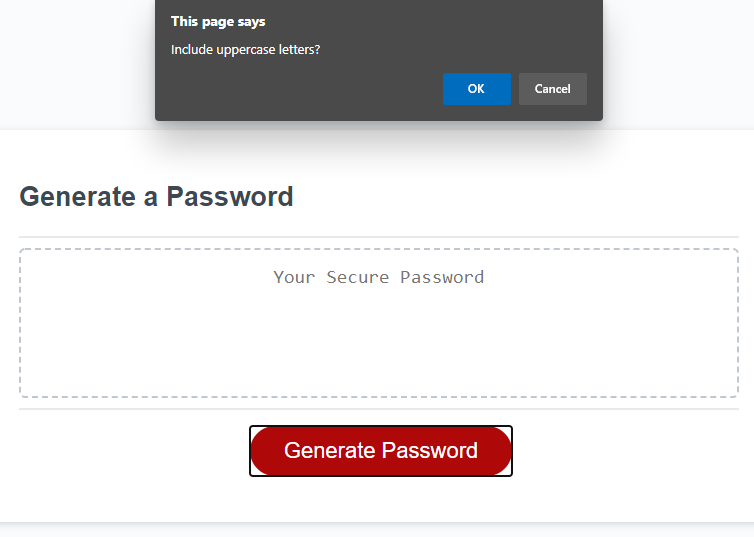 This page says
Include uppercase letters?
OK
Cancel
Generate a Password
Your Secure Password
Generate Password